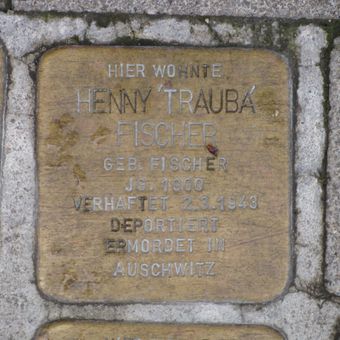 HIER WOHNTE
HENNY 'TRAUBA'
FISCHER
GEB. FISCHER
JG. 1900
VERHAFTET 2.3.1943
DEPORTIERT
ERMORDET IN
AUSCHWITZ